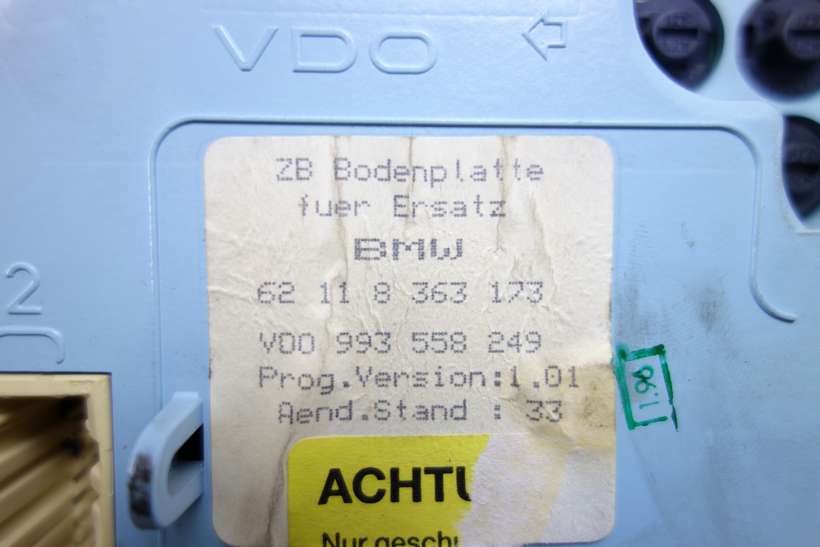 VDO
ZB Bodenplatte
fuer Ersatz
BMW
62 11 8 363 173
VDO 993 558 249
Prog.Version:1.01
Aend.Stand : 33
1.96
2
ACHTU
Nur gesch